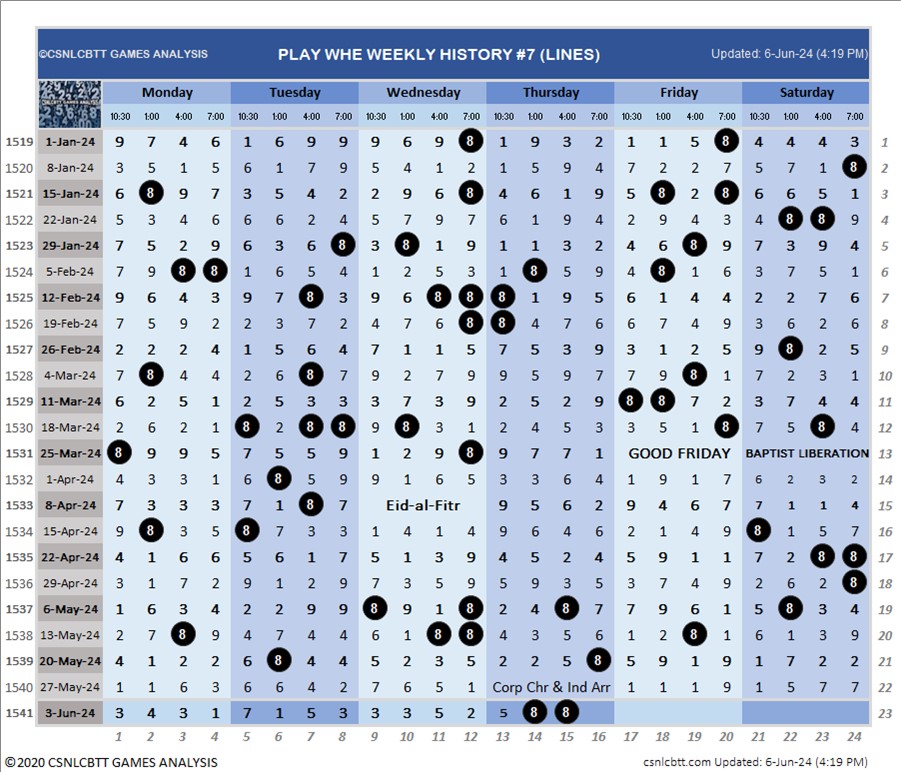 ©CSNLCBTT GAMES ANALYSIS PLAY WHE WEEKLY HISTORY #7 (LINES) Updated: 6-Jun-24 (4:19 PM)
Monday Tuesday Wednesday Thursday Friday Saturday
10:30 1:00 4:00 7:00 10:30 1:00 4:00 7:00 10:30 1:00 4:00 7:00 10:30 1:00 4:00 7:00 10:30 1:00 4:00 7:00 10:30 1:00 4:00 7:00
1519 1-Jan-24 9 7 4 6 1 6 9 9 9 6 9 8 1 9 3 2 1 1 5 8 4 4 4 3 1
1520 8-Jan-24 3 5 1 5 6 1 7 9 5 4 1 2 1 5 9 4 7 2 2 7 5 7 1 8 2
1521 15-Jan-24 6 8 9 7 3 5 4 2 2 9 6 8 4 6 1 9 5 8 2 8 6 6 5 1 3
1522 22-Jan-24 5 3 4 6 6 6 2 4 5 7 9 7 6 1 9 4 2 9 4 3 4 8 8 9 4
1523 29-Jan-24 7 5 2 9 6 3 6 8 3 8 1 9 1 1 3 2 4 6 8 9 7 3 9 4 5
1524 5-Feb-24 7 9 8 8 1 6 5 4 1 2 5 3 1 8 5 9 4 8 1 6 3 7 5 1 6
1525 12-Feb-24 9 6 4 3 9 7 8 3 9 6 8 8 8 1 9 5 6 1 4 4 2 2 7 6 7
1526 19-Feb-24 7 5 9 2 2 3 7 2 4 7 6 8 8 4 7 6 6 7 4 9 3 6 2 6 8
1527 26-Feb-24 2 2 2 4 1 5 6 4 7 1 1 5 7 5 3 9 3 1 2 5 9 8 2 5 9
1528 4-Mar-24 7 8 4 4 2 6 8 7 9 2 7 9 9 5 9 7 7 9 8 1 7 2 3 1 10
1529 11-Mar-24 6 2 5 1 2 5 3 3 3 7 3 9 2 5 2 9 8 8 7 2 3 7 4 4 11
1530 18-Mar-24 2 6 2 1 8 2 8 8 9 8 3 1 2 4 5 3 3 5 1 8 7 5 8 4 12
1531 25-Mar-24 8 9 9 5 7 5 5 9 1 2 9 8 9 7 7 1 GOOD FRIDAY BAPTIST LIBERATION 13
1532 1-Apr-24 4 3 3 1 6 8 5 9 9 1 6 5 3 3 6 4 1 9 1 7 6 2 3 2 14
1533 8-Apr-24 7 3 3 3 7 1 8 7 Eid-al-Fitr 9 5 6 2 9 4 6 7 7 1 1 4 15
1534 15-Apr-24 9 8 3 5 8 7 3 3 1 4 1 4 9 6 4 6 2 1 4 9 8 1 5 7 16
1535 22-Apr-24 4 1 6 6 5 6 1 7 5 1 3 9 4 5 2 4 5 9 1 1 7 2 8 8 17
1536 29-Apr-24 3 1 7 2 9 1 2 9 7 3 5 9 5 9 3 5 3 7 4 9 2 6 2 8 18
1537 6-May-24 1 6 3 4 2 2 9 9 8 9 1 8 2 4 8 7 7 9 6 1 5 8 3 4 19
1538 13-May-24 2 7 8 9 4 7 4 4 6 1 8 8 4 3 5 6 1 2 8 1 6 1 3 9 20
1539 20-May-24 4 1 2 2 6 8 4 4 5 2 3 5 2 2 5 8 5 9 1 9 1 7 2 2 21
1540 27-May-24 1 1 6 3 6 6 4 2 7 6 5 1 Corp Chr & Ind Arr 1 1 1 9 1 5 7 7 22
1541 3-Jun-24 3 4 3 1 7 1 5 3 3 3 5 2 5 8 8 23
1 2 3 4 5 6 7 8 9 10 11 12 13 14 15 16 17 18 19 20 21 22 23 24
©2020 CSNLCBTT GAMES ANALYSIS csnlcbtt.com Updated: 6-Jun-24 (4:19 PM)